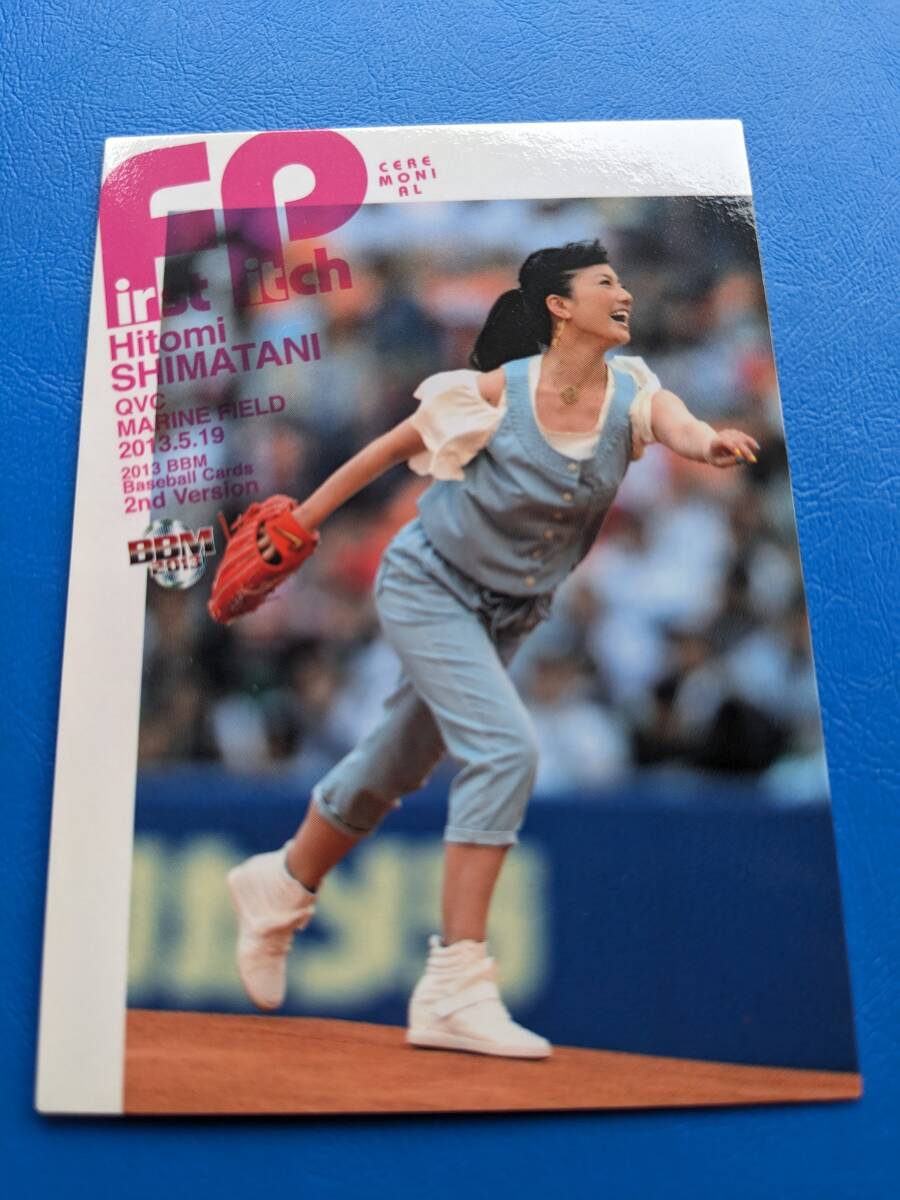 First Pitch
CERE
MONI
AL
Hitomi
SHIMATANI
QVC
MARINE FIELD
2013.5.19
2013 BBM
Baseball Cards
2nd Version
BBM
2013